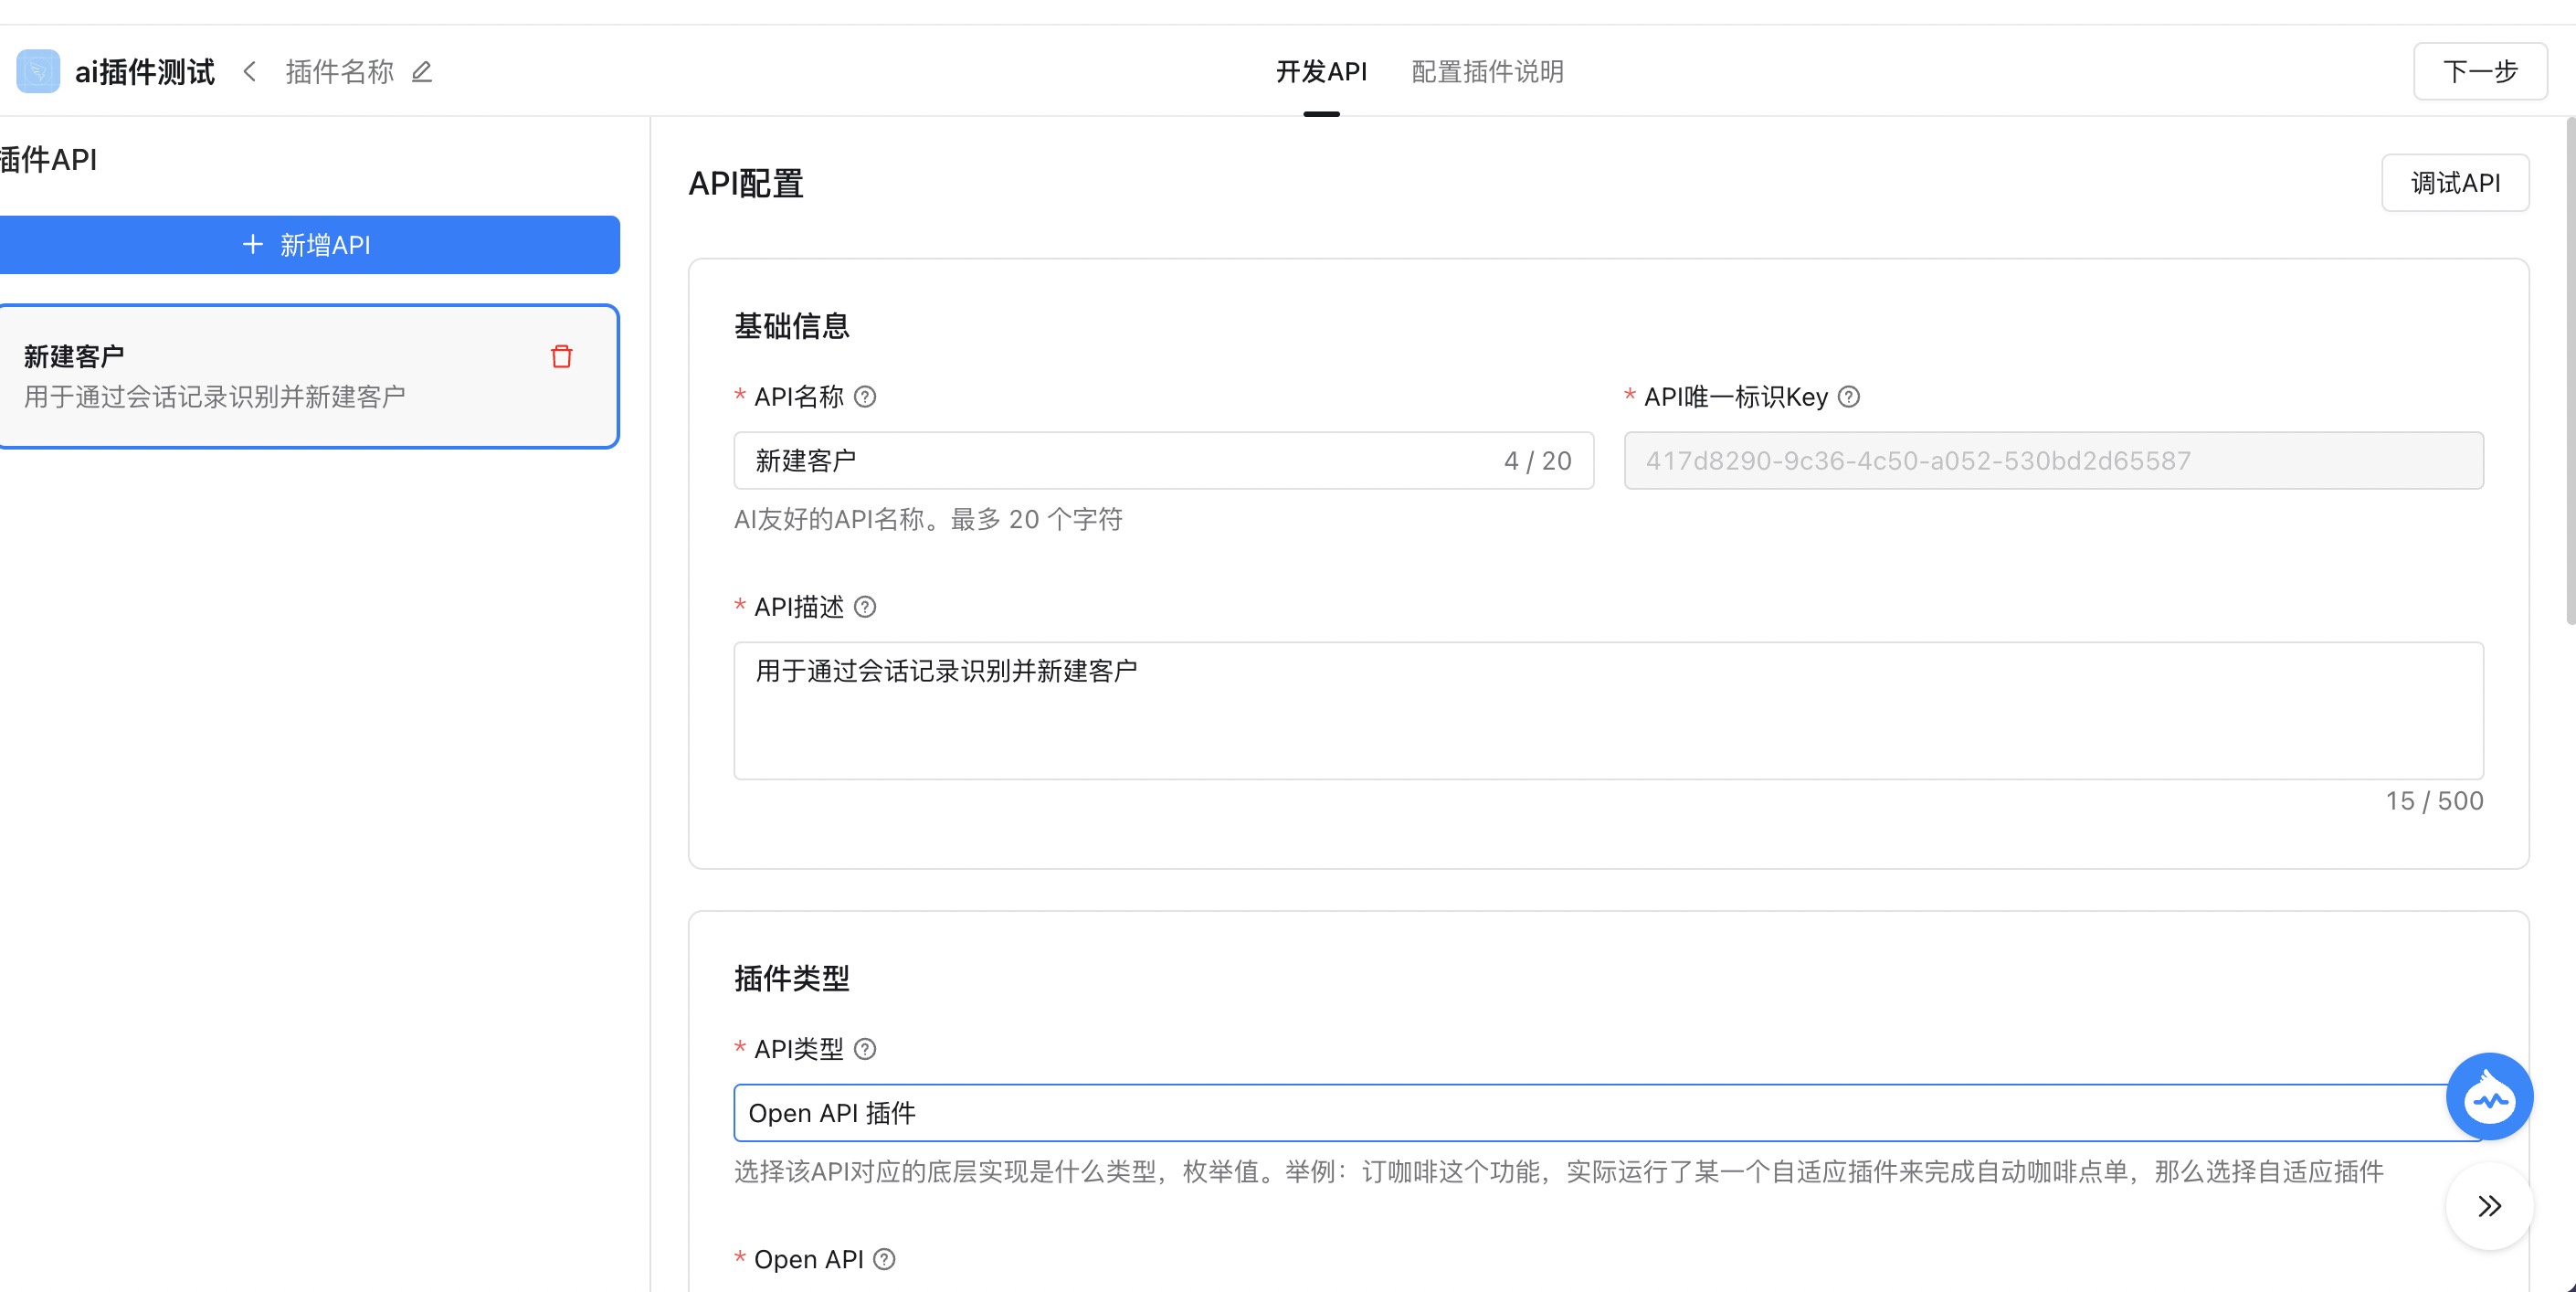 ai插件测试
插件名称
开发API
配置插件说明
下一步
插件API
新增API
新建客户
用于通过会话记录识别并新建客户
API配置
调试API
基础信息
* API名称
新建客户 4 / 20
AI友好的API名称。最多 20 个字符
* API唯一标识Key
417d8290-9c36-4c50-a052-530bd2d65587
* API描述
用于通过会话记录识别并新建客户
15 / 500
插件类型
* API类型
Open API 插件
选择该API对应的底层实现是什么类型，枚举值。举例：订咖啡这个功能，实际运行了某一个自适应插件来完成自动咖啡点单，那么选择自适应插件
* Open API